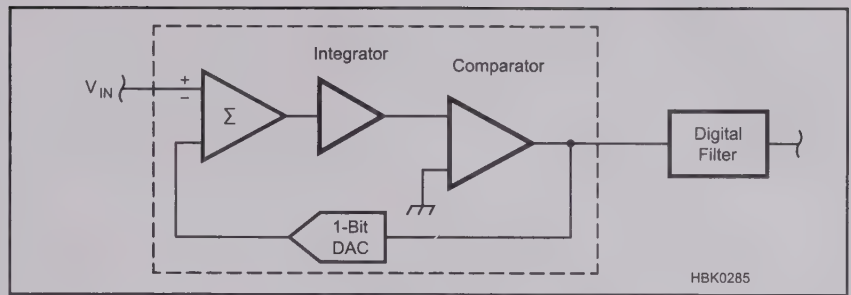 Integrator
Comparator
V IN
+
−
Σ
Digital
Filter
1-Bit
DAC
HBK0285